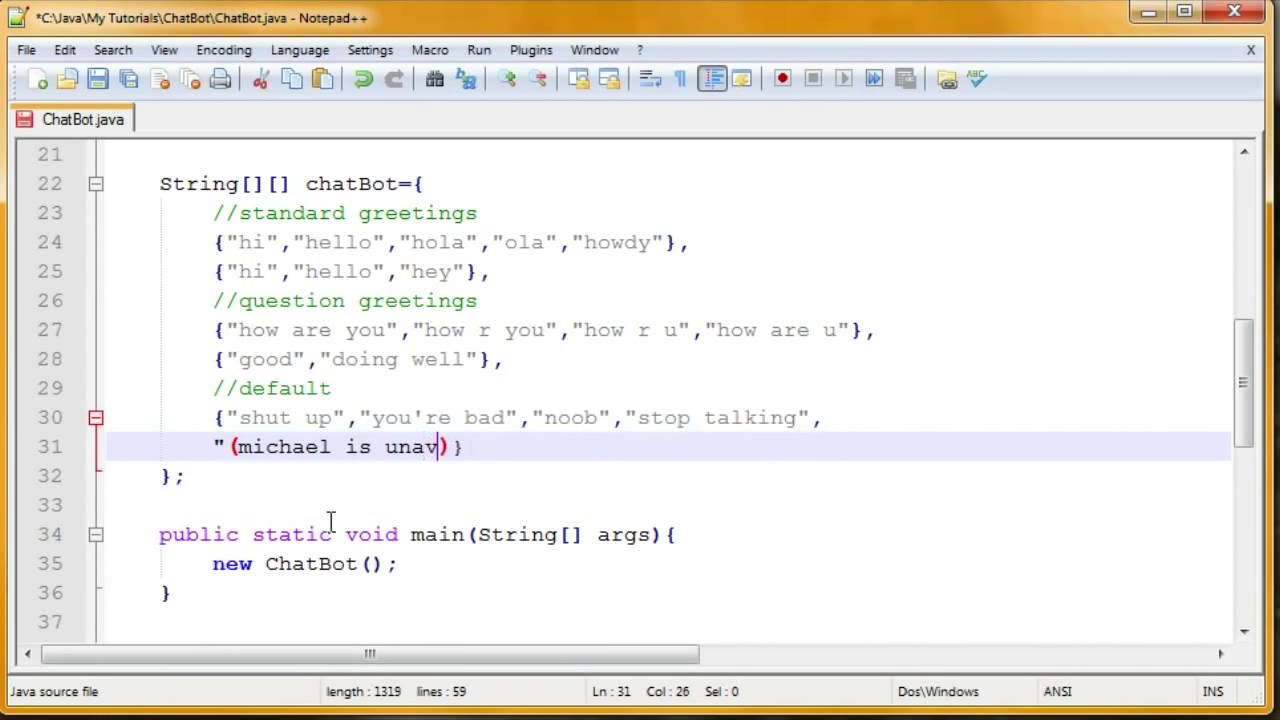 *C:\Java\My Tutorials\ChatBot\ChatBot.java - Notepad++
File Edit Search View Encoding Language Settings Macro Run Plugins Window ? X
ABC
ChatBot.java
21
22 String[][] chatBot={
23 //standard greetings
24 {"hi","hello","hola","ola","howdy"},
25 {"hi","hello","hey"},
26 //question greetings
27 {"how are you","how r you","how r u","how are u"},
28 {"good","doing well"},
29 //default
30 {"shut up","you're bad","noob","stop talking",
31 "(michael is unav)}
32 };
33
34 public static void main(String[] args){
35 new ChatBot();
36 }
37
Java source file length : 1319 lines : 59 Ln : 31 Col : 26 Sel : 0 Dos\Windows ANSI INS